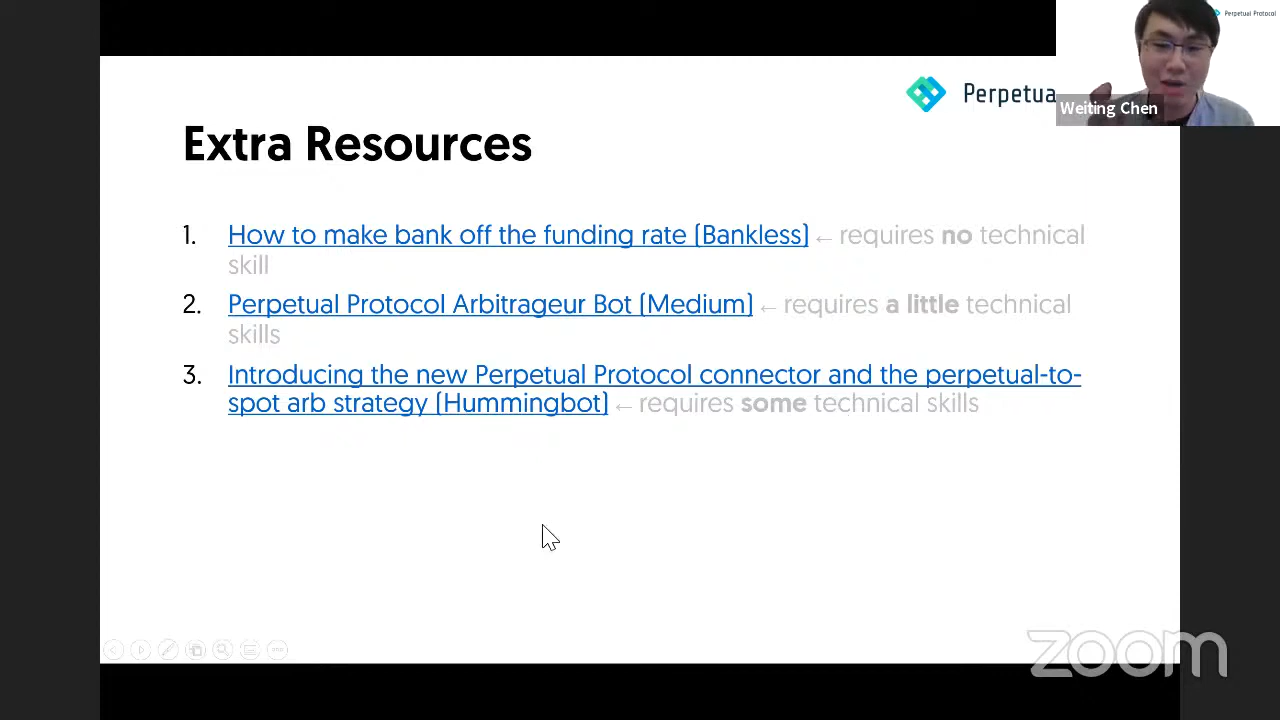 Perpetual Protocol
Perpetua
Weiting Chen
Extra Resources
1. How to make bank off the funding rate (Bankless) ← requires no technical
skill
2. Perpetual Protocol Arbitrageur Bot (Medium) ← requires a little technical
skills
3. Introducing the new Perpetual Protocol connector and the perpetual-to-
spot arb strategy (Hummingbot) ← requires some technical skills
zoom